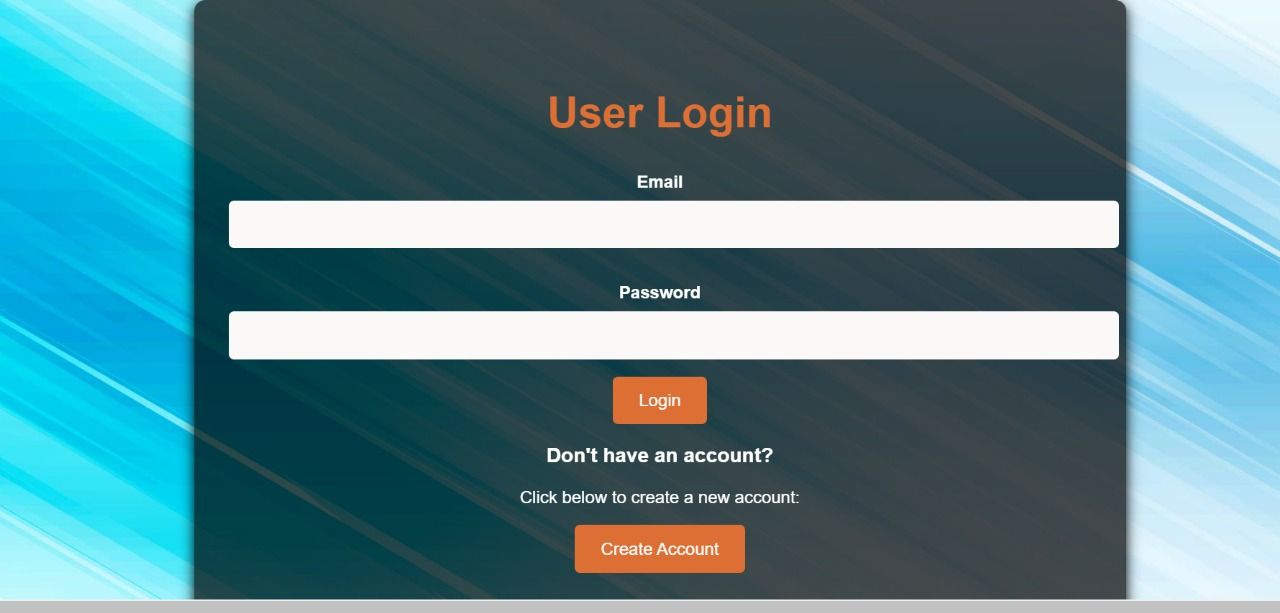 User Login
Email
Password
Login
Don't have an account?
Click below to create a new account:
Create Account